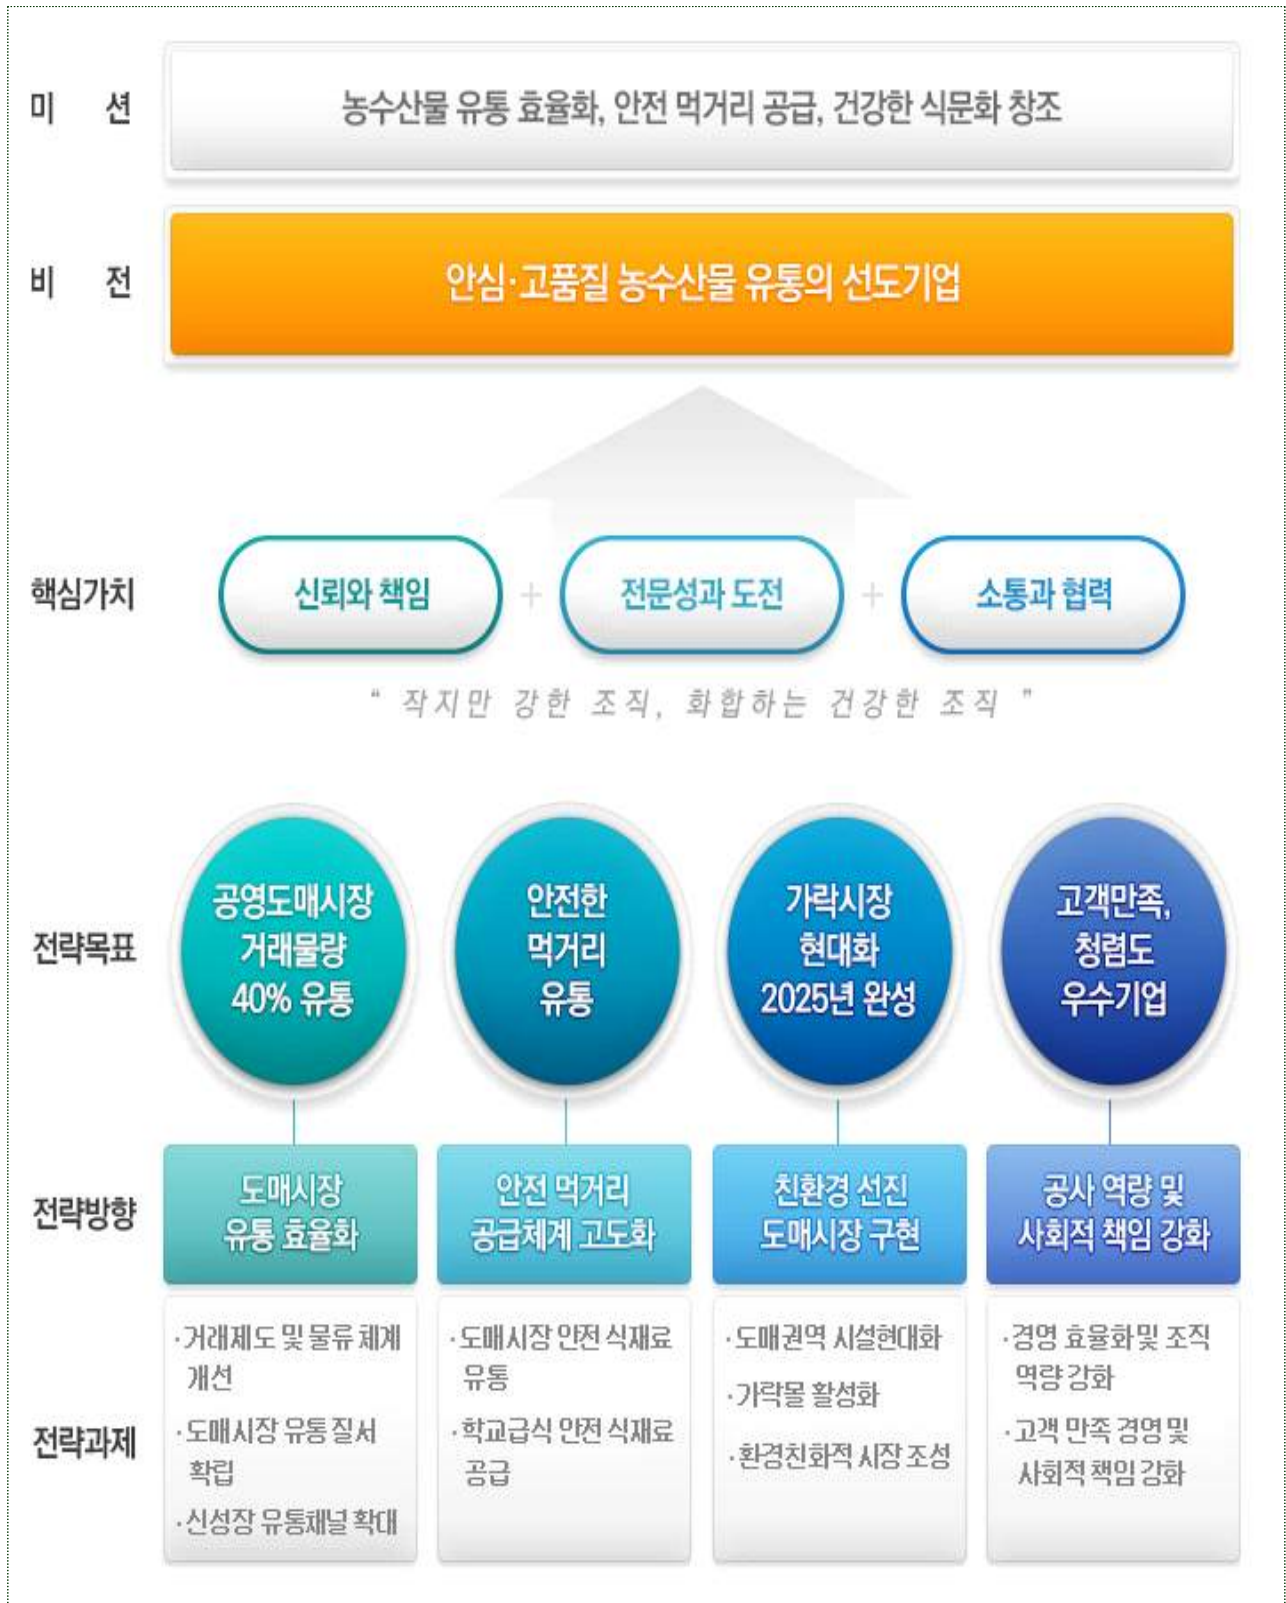 미 션
농수산물 유통 효율화, 안전 먹거리 공급, 건강한 식문화 창조
비 전
안심·고품질 농수산물 유통의 선도기업
핵심가치
신뢰와 책임 + 전문성과 도전 + 소통과 협력
“ 작지만 강한 조직, 화합하는 건강한 조직 ”
전략목표
공영도매시장
거래물량
40% 유통
안전한
먹거리
유통
가락시장
현대화
2025년 완성
고객만족,
청렴도
우수기업
전략방향
도매시장
유통 효율화
안전 먹거리
공급체계 고도화
친환경 선진
도매시장 구현
공사 역량 및
사회적 책임 강화
전략과제
·거래제도 및 물류 체계
개선
·도매시장 유통 질서
확립
·신성장 유통채널 확대
·도매시장 안전 식재료
유통
·학교급식 안전 식재료
공급
·도매권역 시설현대화
·가락몰 활성화
·환경친화적 시장 조성
·경영 효율화 및 조직
역량 강화
·고객 만족 경영 및
사회적 책임 강화